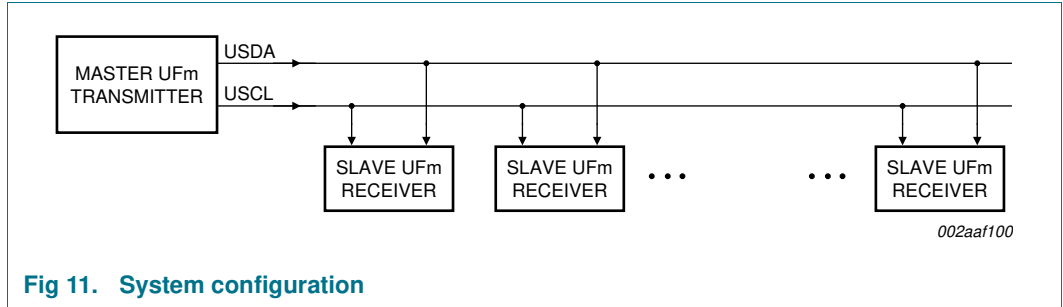 USDA
MASTER UFm
TRANSMITTER
USCL
SLAVE UFm
RECEIVER
SLAVE UFm
RECEIVER
SLAVE UFm
RECEIVER
002aaf100
Fig 11. System configuration